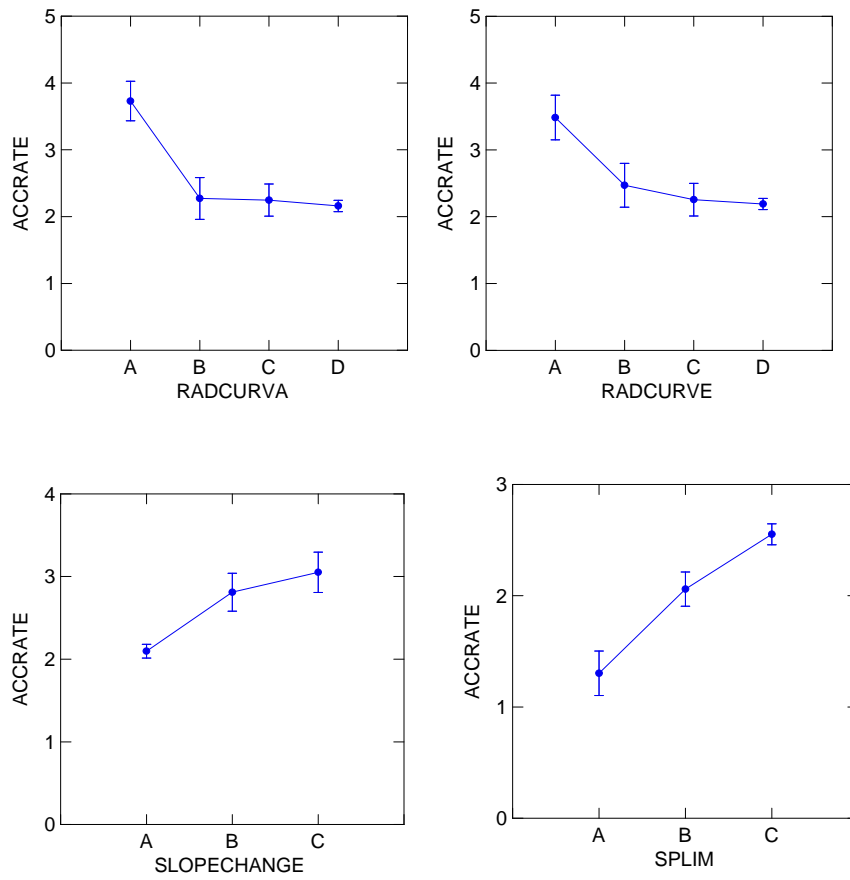 5
4
3
2
1
0
ACCRATE
A B C D
RADCURVA
5
4
3
2
1
0
ACCRATE
A B C D
RADCURVE
4
3
2
1
0
ACCRATE
A B C
SLOPECHANGE
3
2
1
0
ACCRATE
A B C
SPLIM